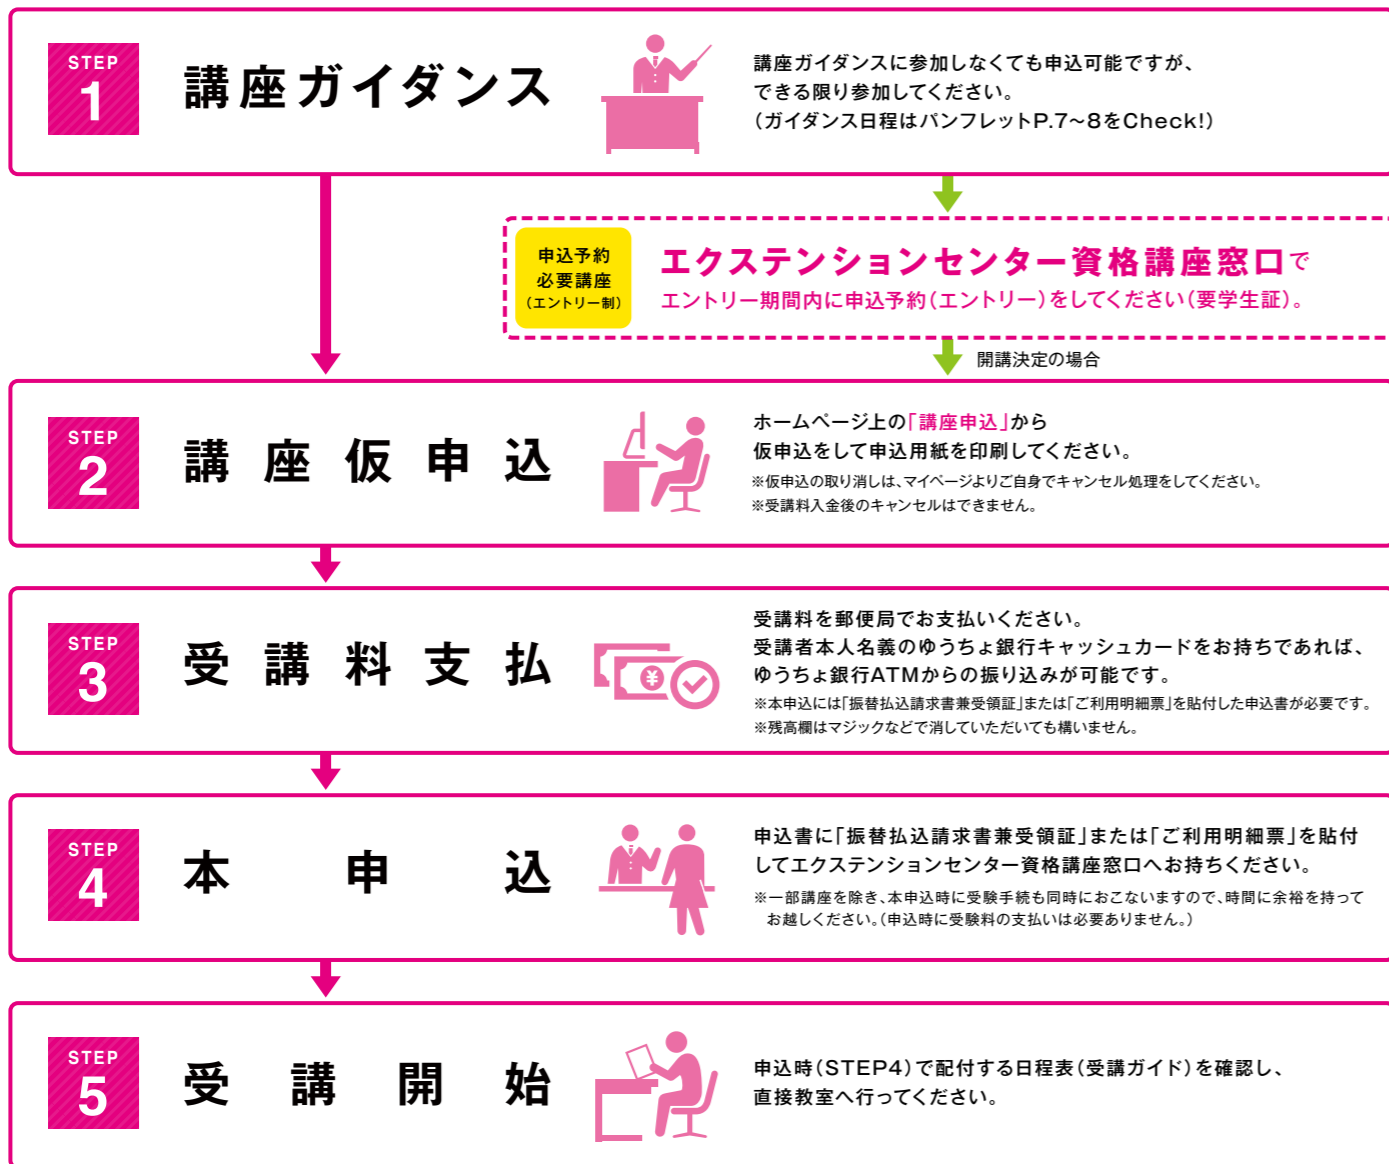 STEP
1
講座ガイダンス
講座ガイダンスに参加しなくても申込可能ですが、
できる限り参加してください。
(ガイダンス日程はパンフレットP.7~8をCheck!)
申込予約
必要講座
(エントリー制)
エクステンションセンター資格講座窓口で
エントリー期間内に申込予約(エントリー)をしてください(要学生証)。
開講決定の場合
STEP
2
講座仮申込
ホームページ上の「講座申込」から
仮申込をして申込用紙を印刷してください。
※仮申込の取り消しは、マイページよりご自身でキャンセル処理をしてください。
※受講料入金後のキャンセルはできません。
STEP
3
受講料支払
¥
受講料を郵便局でお支払いください。
受講者本人名義のゆうちょ銀行キャッシュカードをお持ちであれば、
ゆうちょ銀行ATMからの振り込みが可能です。
※本申込には「振替払込請求書兼受領証」または「ご利用明細票」を貼付した申込書が必要です。
※残高欄はマジックなどで消していただいても構いません。
STEP
4
本申込
申込書に「振替払込請求書兼受領証」または「ご利用明細票」を貼付
してエクステンションセンター資格講座窓口へお持ちください。
※一部講座を除き、本申込時に受験手続も同時におこないますので、時間に余裕を持って
お越しください。(申込時に受験料の支払いは必要ありません。)
STEP
5
受講開始
申込時(STEP4)で配付する日程表(受講ガイド)を確認し、
直接教室へ行ってください。